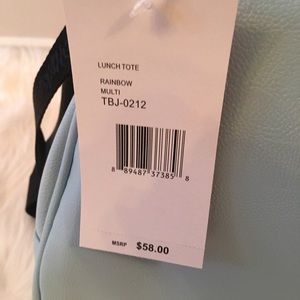 LUNCH TOTE
RAINBOW
MULTI
TBJ-0212
8 89487 37385 8
MSRP $58.00